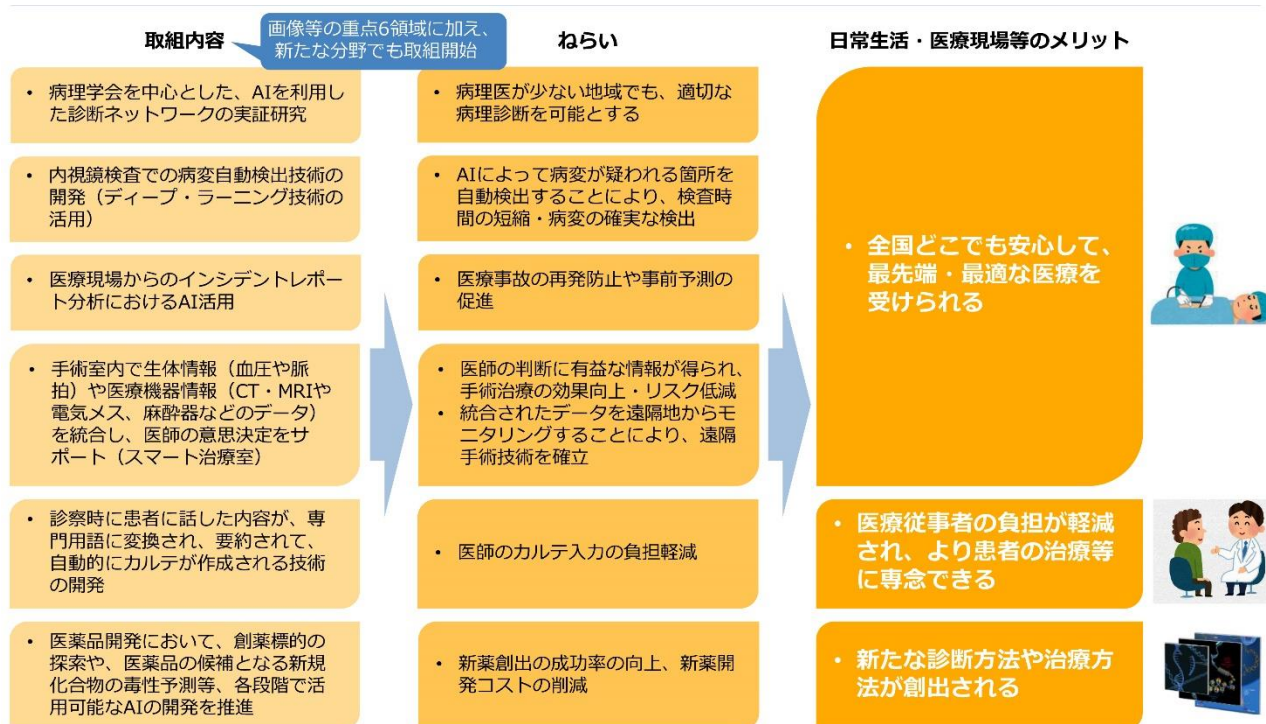 取組内容
画像等の重点6領域に加え、
新たな分野でも取組開始
ねらい
日常生活・医療現場等のメリット
• 病理学会を中心とした、AIを利用し
た診断ネットワークの実証研究
• 病理医が少ない地域でも、適切な
病理診断を可能とする
• 内視鏡検査での病変自動検出技術の
開発（ディープ・ラーニング技術の
活用）
• AIによって病変が疑われる箇所を
自動検出することにより、検査時
間の短縮・病変の確実な検出
• 医療現場からのインシデントレポー
ト分析におけるAI活用
• 医療事故の再発防止や事前予測の
促進
• 手術室内で生体情報（血圧や脈
拍）や医療機器情報（CT・MRIや
電気メス、麻酔器などのデータ）
を統合し、医師の意思決定をサ
ポート（スマート治療室）
• 医師の判断に有益な情報が得られ、
手術治療の効果向上・リスク低減
• 統合されたデータを遠隔地からモ
ニタリングすることにより、遠隔
手術技術を確立
• 全国どこでも安心して、
最先端・最適な医療を
受けられる
• 診察時に患者に話した内容が、専
門用語に変換され、要約されて、
自動的にカルテが作成される技術
の開発
• 医師のカルテ入力の負担軽減
• 医療従事者の負担が軽減
され、より患者の治療等
に専念できる
• 医薬品開発において、創薬標的の
探索や、医薬品の候補となる新規
化合物の毒性予測等、各段階で活
用可能なAIの開発を推進
• 新薬創出の成功率の向上、新薬開
発コストの削減
• 新たな診断方法や治療方
法が創出される